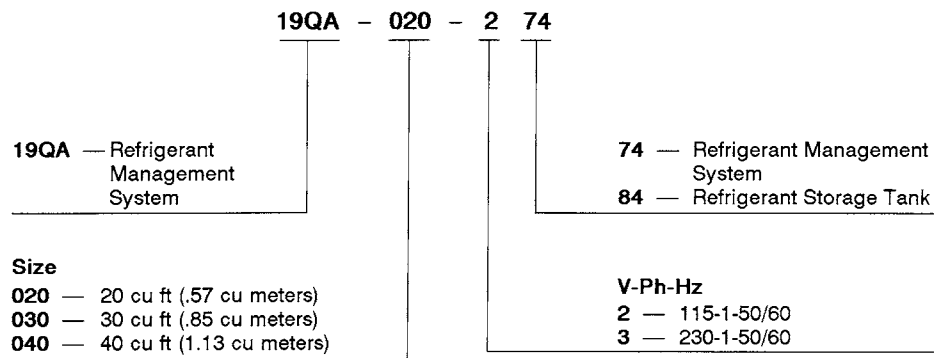 19QA - 020 - 2 74
19QA — Refrigerant
Management
System
74 — Refrigerant Management
System
84 — Refrigerant Storage Tank
Size
020 — 20 cu ft (.57 cu meters)
030 — 30 cu ft (.85 cu meters)
040 — 40 cu ft (1.13 cu meters)
V-Ph-Hz
2 — 115-1-50/60
3 — 230-1-50/60